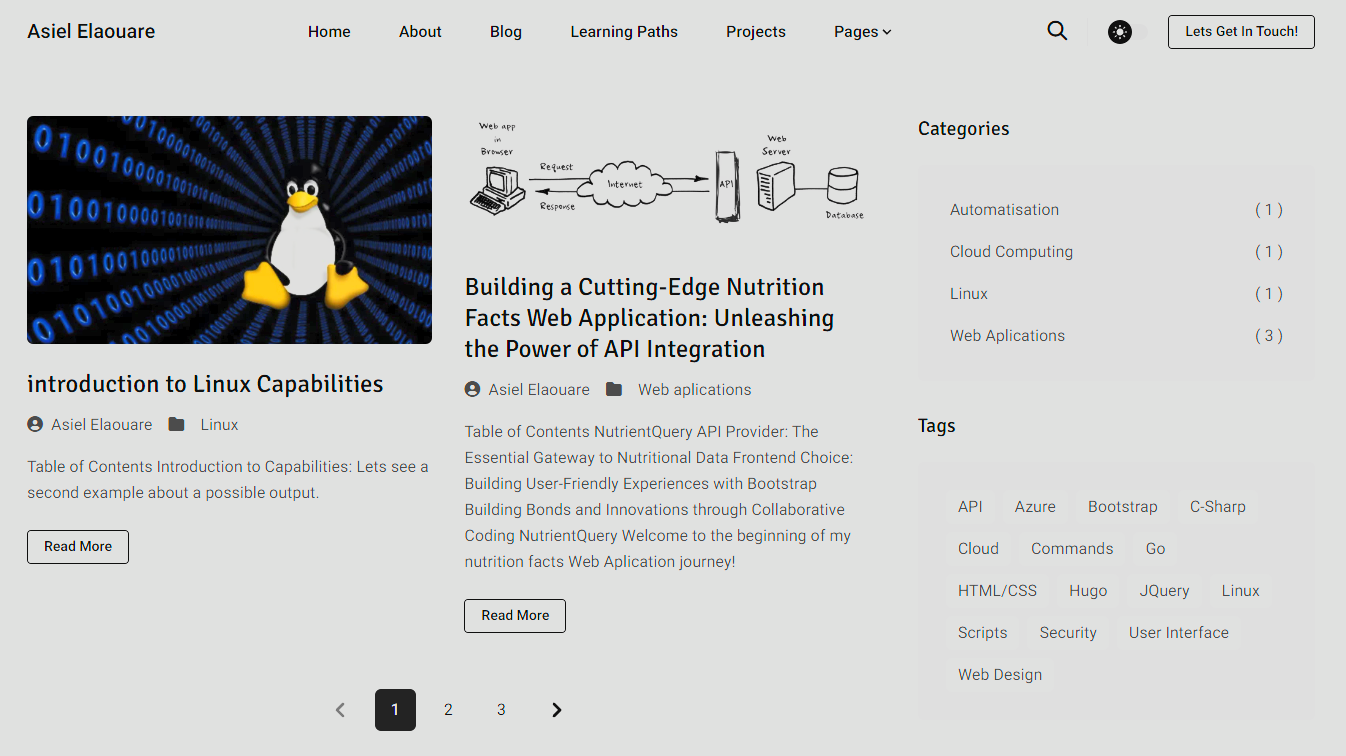 Asiel Elaouare
Home About Blog Learning Paths Projects Pages
Lets Get In Touch!
Web app
in
Browser
Request
Response
Internet
API
Web
Server
Database
introduction to Linux Capabilities
Asiel Elaouare Linux
Table of Contents Introduction to Capabilities: Lets see a
second example about a possible output.
Read More
Building a Cutting-Edge Nutrition
Facts Web Application: Unleashing
the Power of API Integration
Asiel Elaouare Web aplications
Table of Contents NutrientQuery API Provider: The
Essential Gateway to Nutritional Data Frontend Choice:
Building User-Friendly Experiences with Bootstrap
Building Bonds and Innovations through Collaborative
Coding NutrientQuery Welcome to the beginning of my
nutrition facts Web Aplication journey!
Read More
1 2 3
Categories
Automatisation ( 1 )
Cloud Computing ( 1 )
Linux ( 1 )
Web Aplications ( 3 )
Tags
API Azure Bootstrap C-Sharp
Cloud Commands Go
HTML/CSS Hugo JQuery Linux
Scripts Security User Interface
Web Design